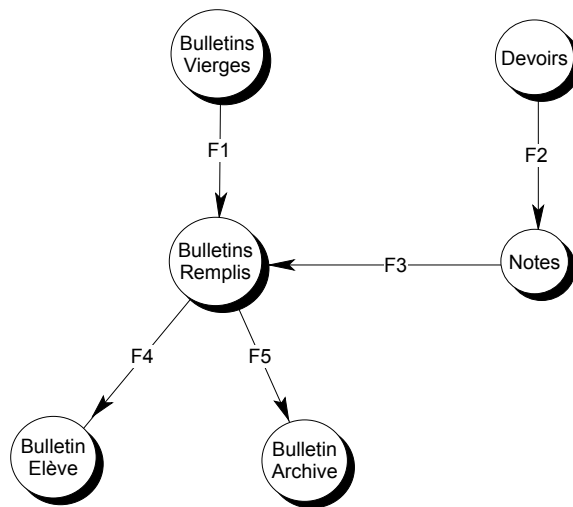 Bulletins
Vierges
Devoirs
F1
F2
Bulletins
Remplis
F3
Notes
F4
F5
Bulletin
Elève
Bulletin
Archive